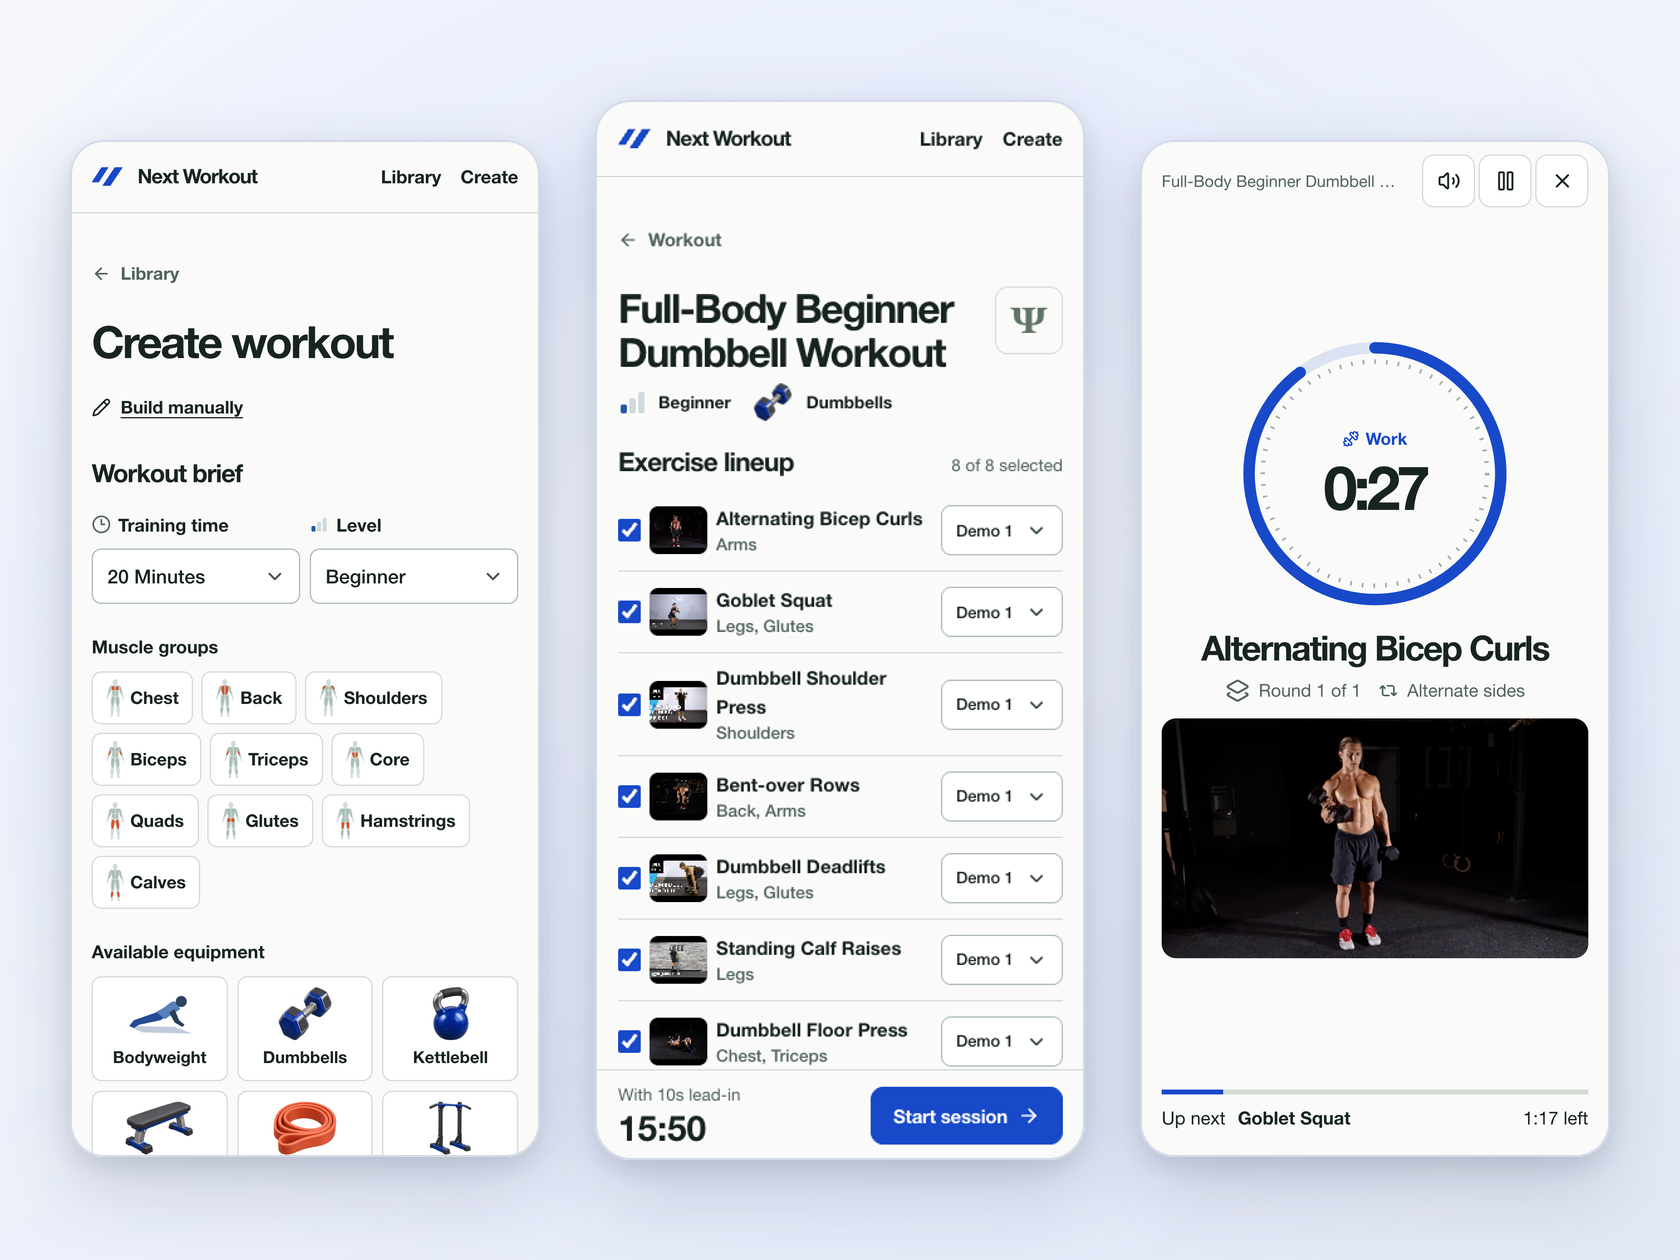 Next Workout
Library
Create
Library
Create workout
Build manually
Workout brief
Training time
Level
20 Minutes
Beginner
Muscle groups
Chest
Back
Shoulders
Biceps
Triceps
Core
Quads
Glutes
Hamstrings
Calves
Available equipment
Bodyweight
Dumbbells
Kettlebell
Next Workout
Library
Create
Workout
Full-Body Beginner
Dumbbell Workout
Ψ
Beginner
Dumbbells
Exercise lineup
8 of 8 selected
Alternating Bicep Curls
Arms
Demo 1
Goblet Squat
Legs, Glutes
Demo 1
Dumbbell Shoulder
Press
Shoulders
Demo 1
Bent-over Rows
Back, Arms
Demo 1
Dumbbell Deadlifts
Legs, Glutes
Demo 1
Standing Calf Raises
Legs
Demo 1
Dumbbell Floor Press
Chest, Triceps
Demo 1
With 10s lead-in
15:50
Start session
Full-Body Beginner Dumbbell ...
Work
0:27
Alternating Bicep Curls
Round 1 of 1
Alternate sides
Up next Goblet Squat
1:17 left